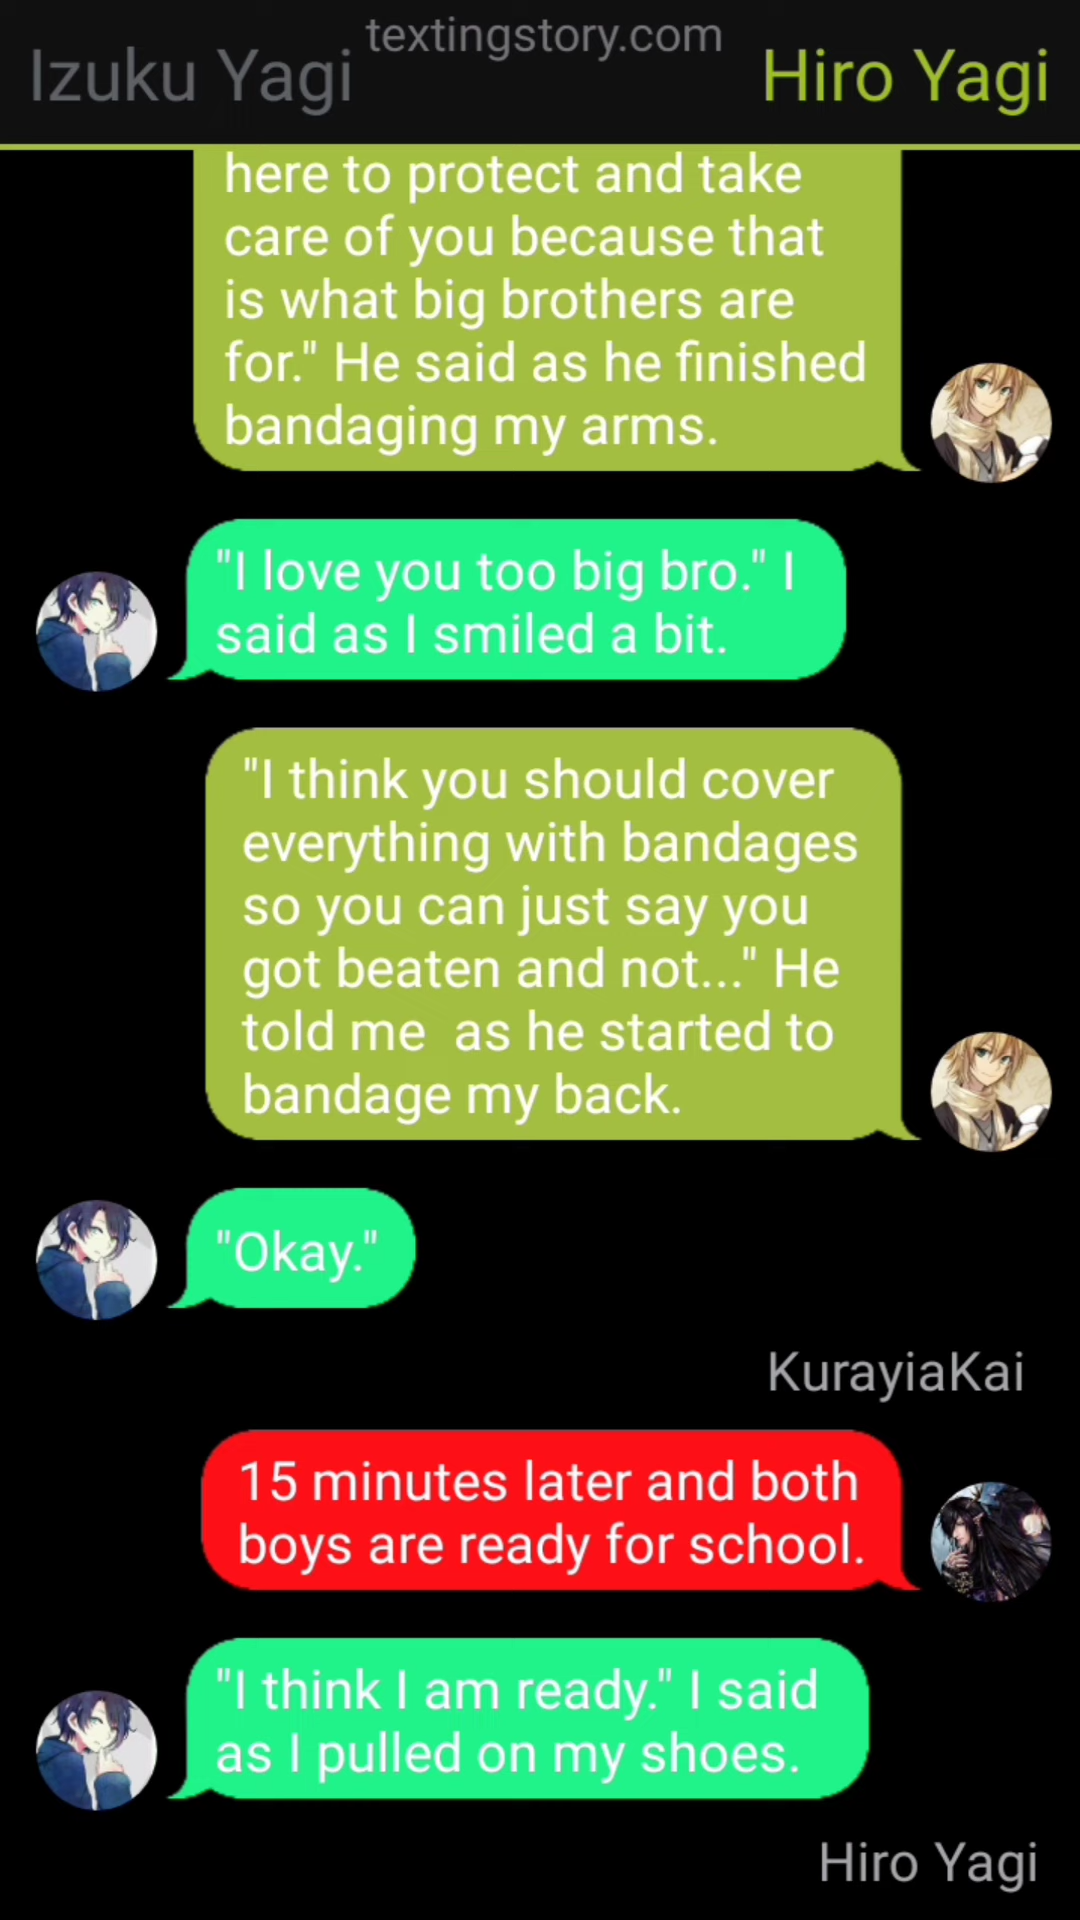 textingstory.com
Izuku Yagi
Hiro Yagi
here to protect and take
care of you because that
is what big brothers are
for." He said as he finished
bandaging my arms.
"I love you too big bro." I
said as I smiled a bit.
"I think you should cover
everything with bandages
so you can just say you
got beaten and not..." He
told me  as he started to
bandage my back.
"Okay."
KurayiaKai
15 minutes later and both
boys are ready for school.
"I think I am ready." I said
as I pulled on my shoes.
Hiro Yagi